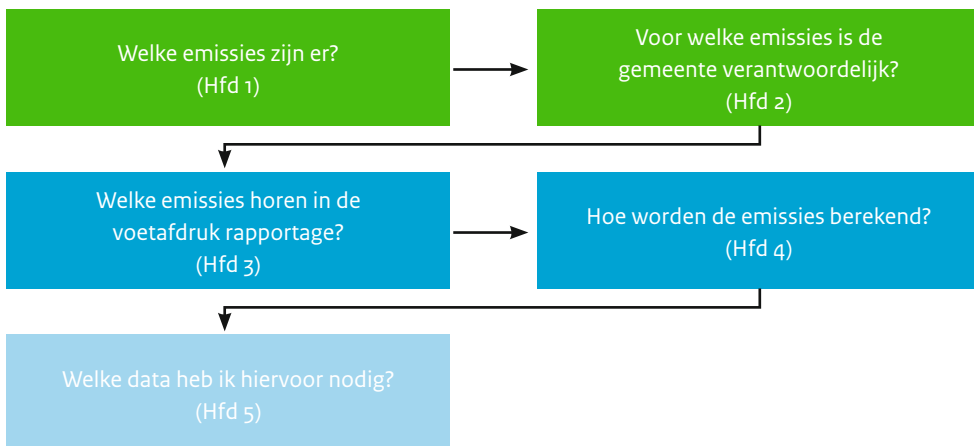 Welke emissies zijn er?
(Hfd 1)
Voor welke emissies is de
gemeente verantwoordelijk?
(Hfd 2)
Welke emissies horen in de
voetafdruk rapportage?
(Hfd 3)
Hoe worden de emissies berekend?
(Hfd 4)
Welke data heb ik hiervoor nodig?
(Hfd 5)